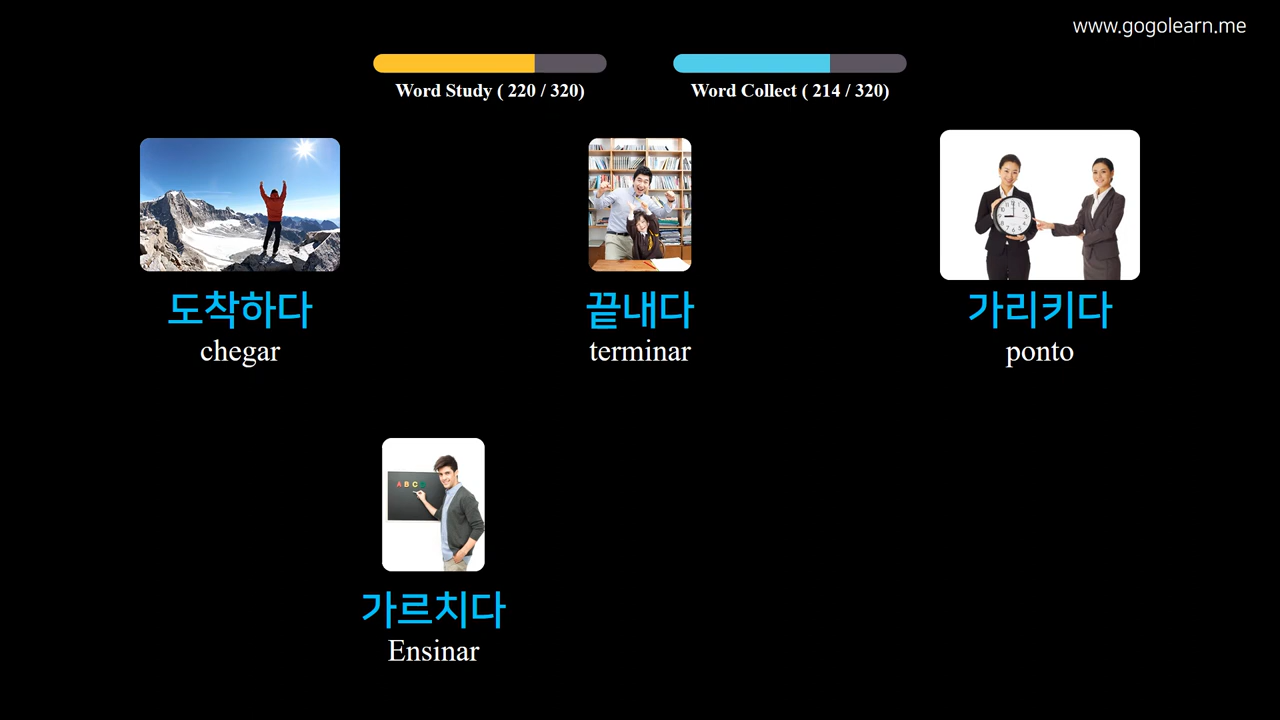 www.gogolearn.me
Word Study ( 220 / 320)
Word Collect ( 214 / 320)
도착하다
chegar
끝내다
terminar
가리키다
ponto
A B C D
가르치다
Ensinar